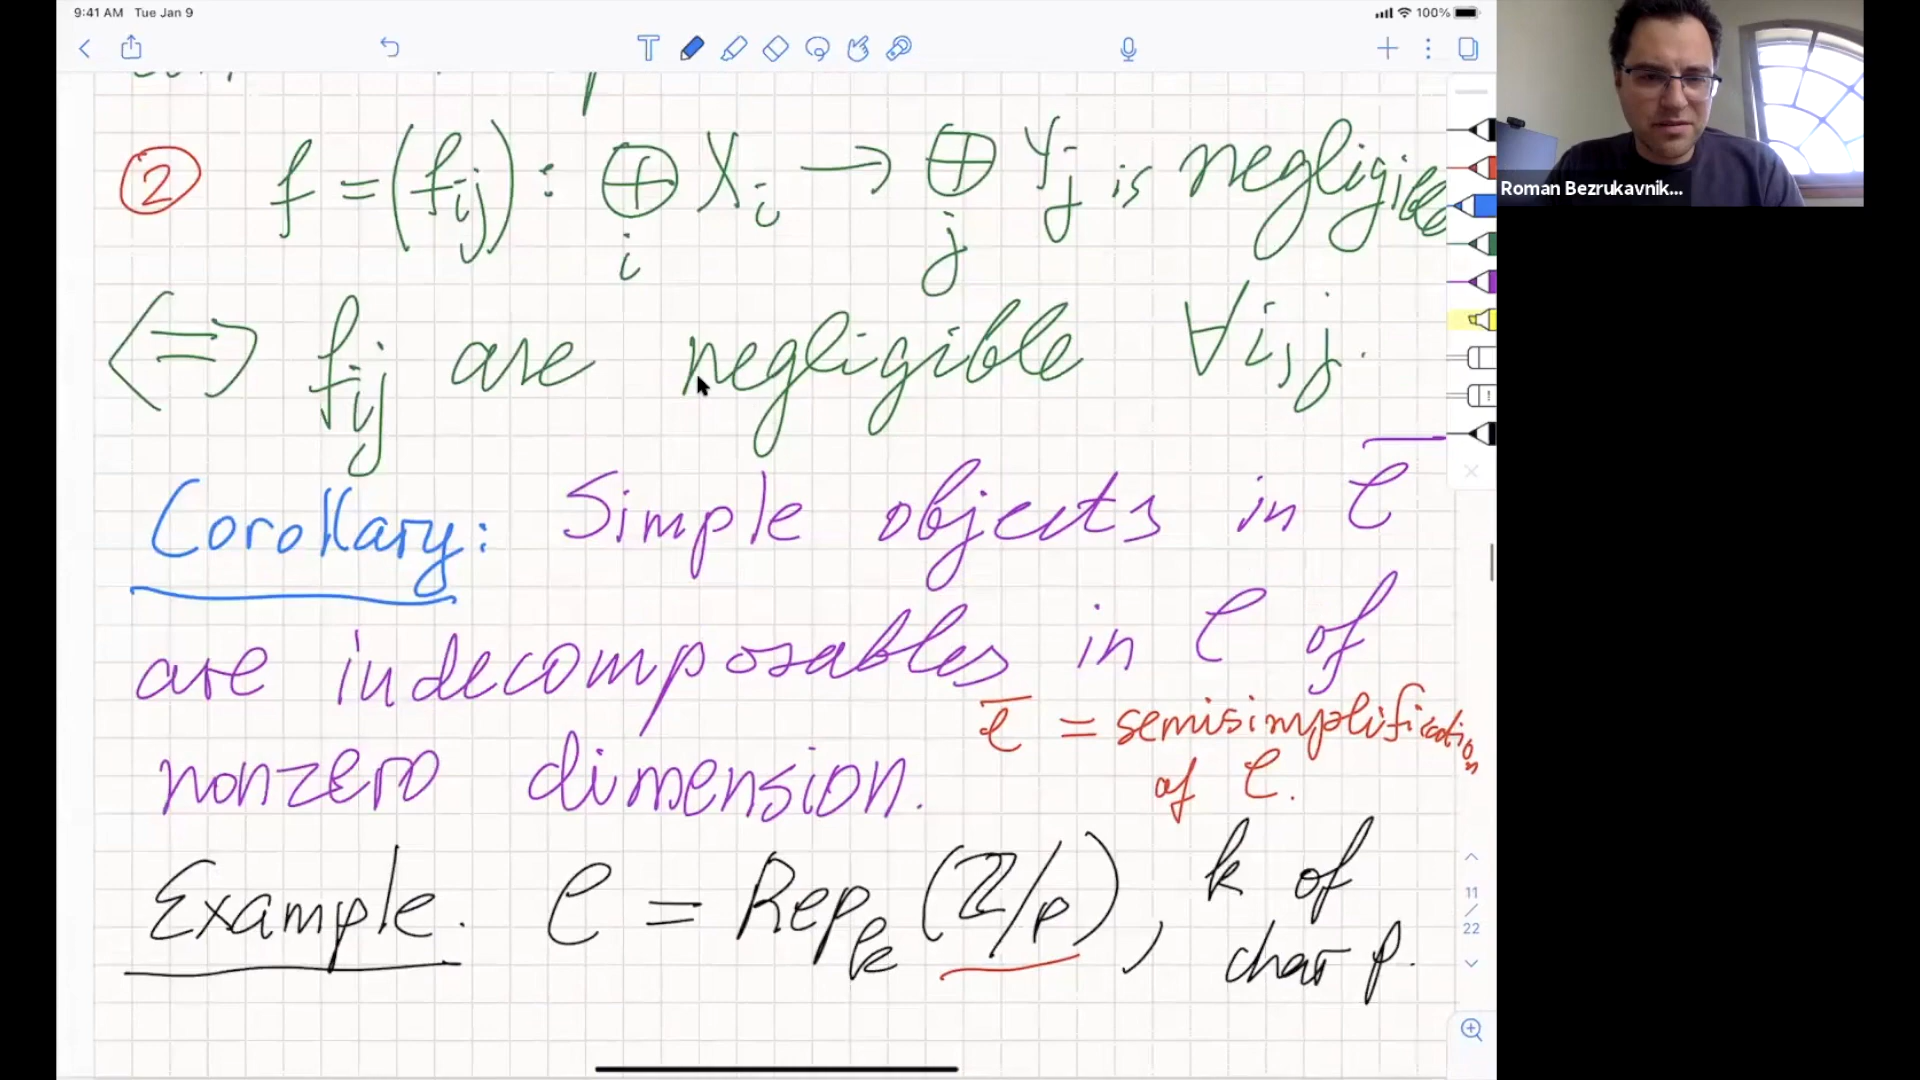 9:41 AM Tue Jan 9
100%
② f = (f_ij) : ⊕_i X_i → ⊕_j Y_j is negligible
⟺ f_ij are negligible ∀ i, j.
Corollary: Simple objects in C̅
are indecomposables in C of
nonzero dimension.
C̅ = semisimplification
of C.
Example. C = Rep_k (ℤ/p), k of
char p.
11
/
22
Roman Bezrukavnik...